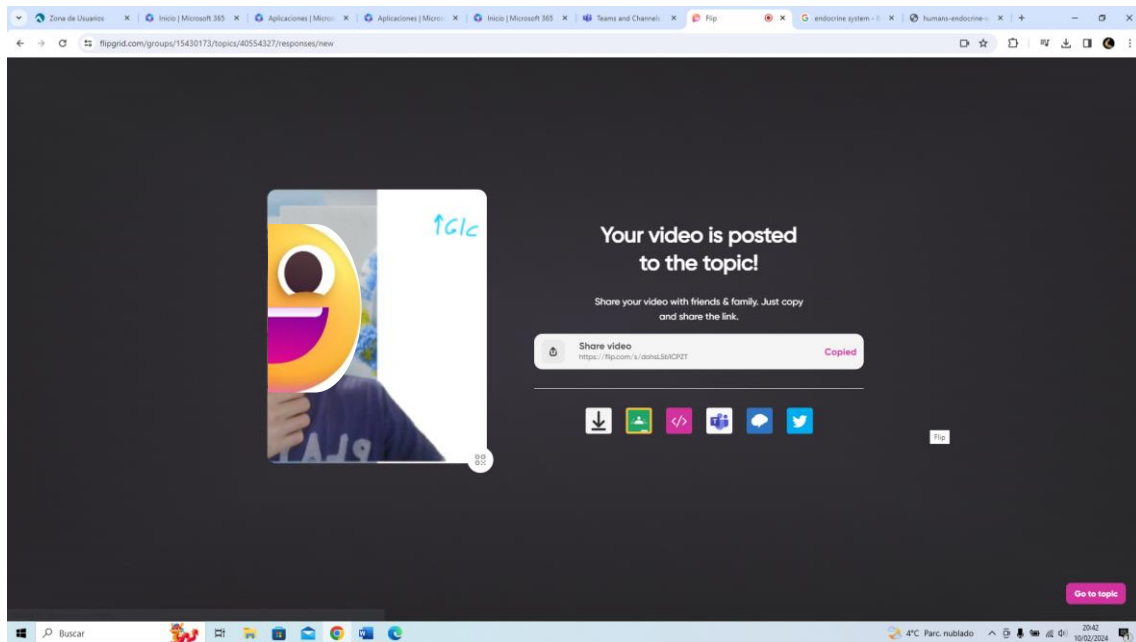 Zona de Usuarios
Inicio | Microsoft 365
Aplicaciones | Micros
Aplicaciones | Micros
Inicio | Microsoft 365
Teams and Channels
Flip
endocrine system -
humans-endocrine-
flipgrid.com/groups/15430173/topics/40554327/responses/new
↑Glc
Your video is posted
to the topic!
Share your video with friends & family. Just copy
and share the link.
Share video
Copied
Flip
Go to topic
Buscar
4°C Parc. nublado
20:42
10/02/2024